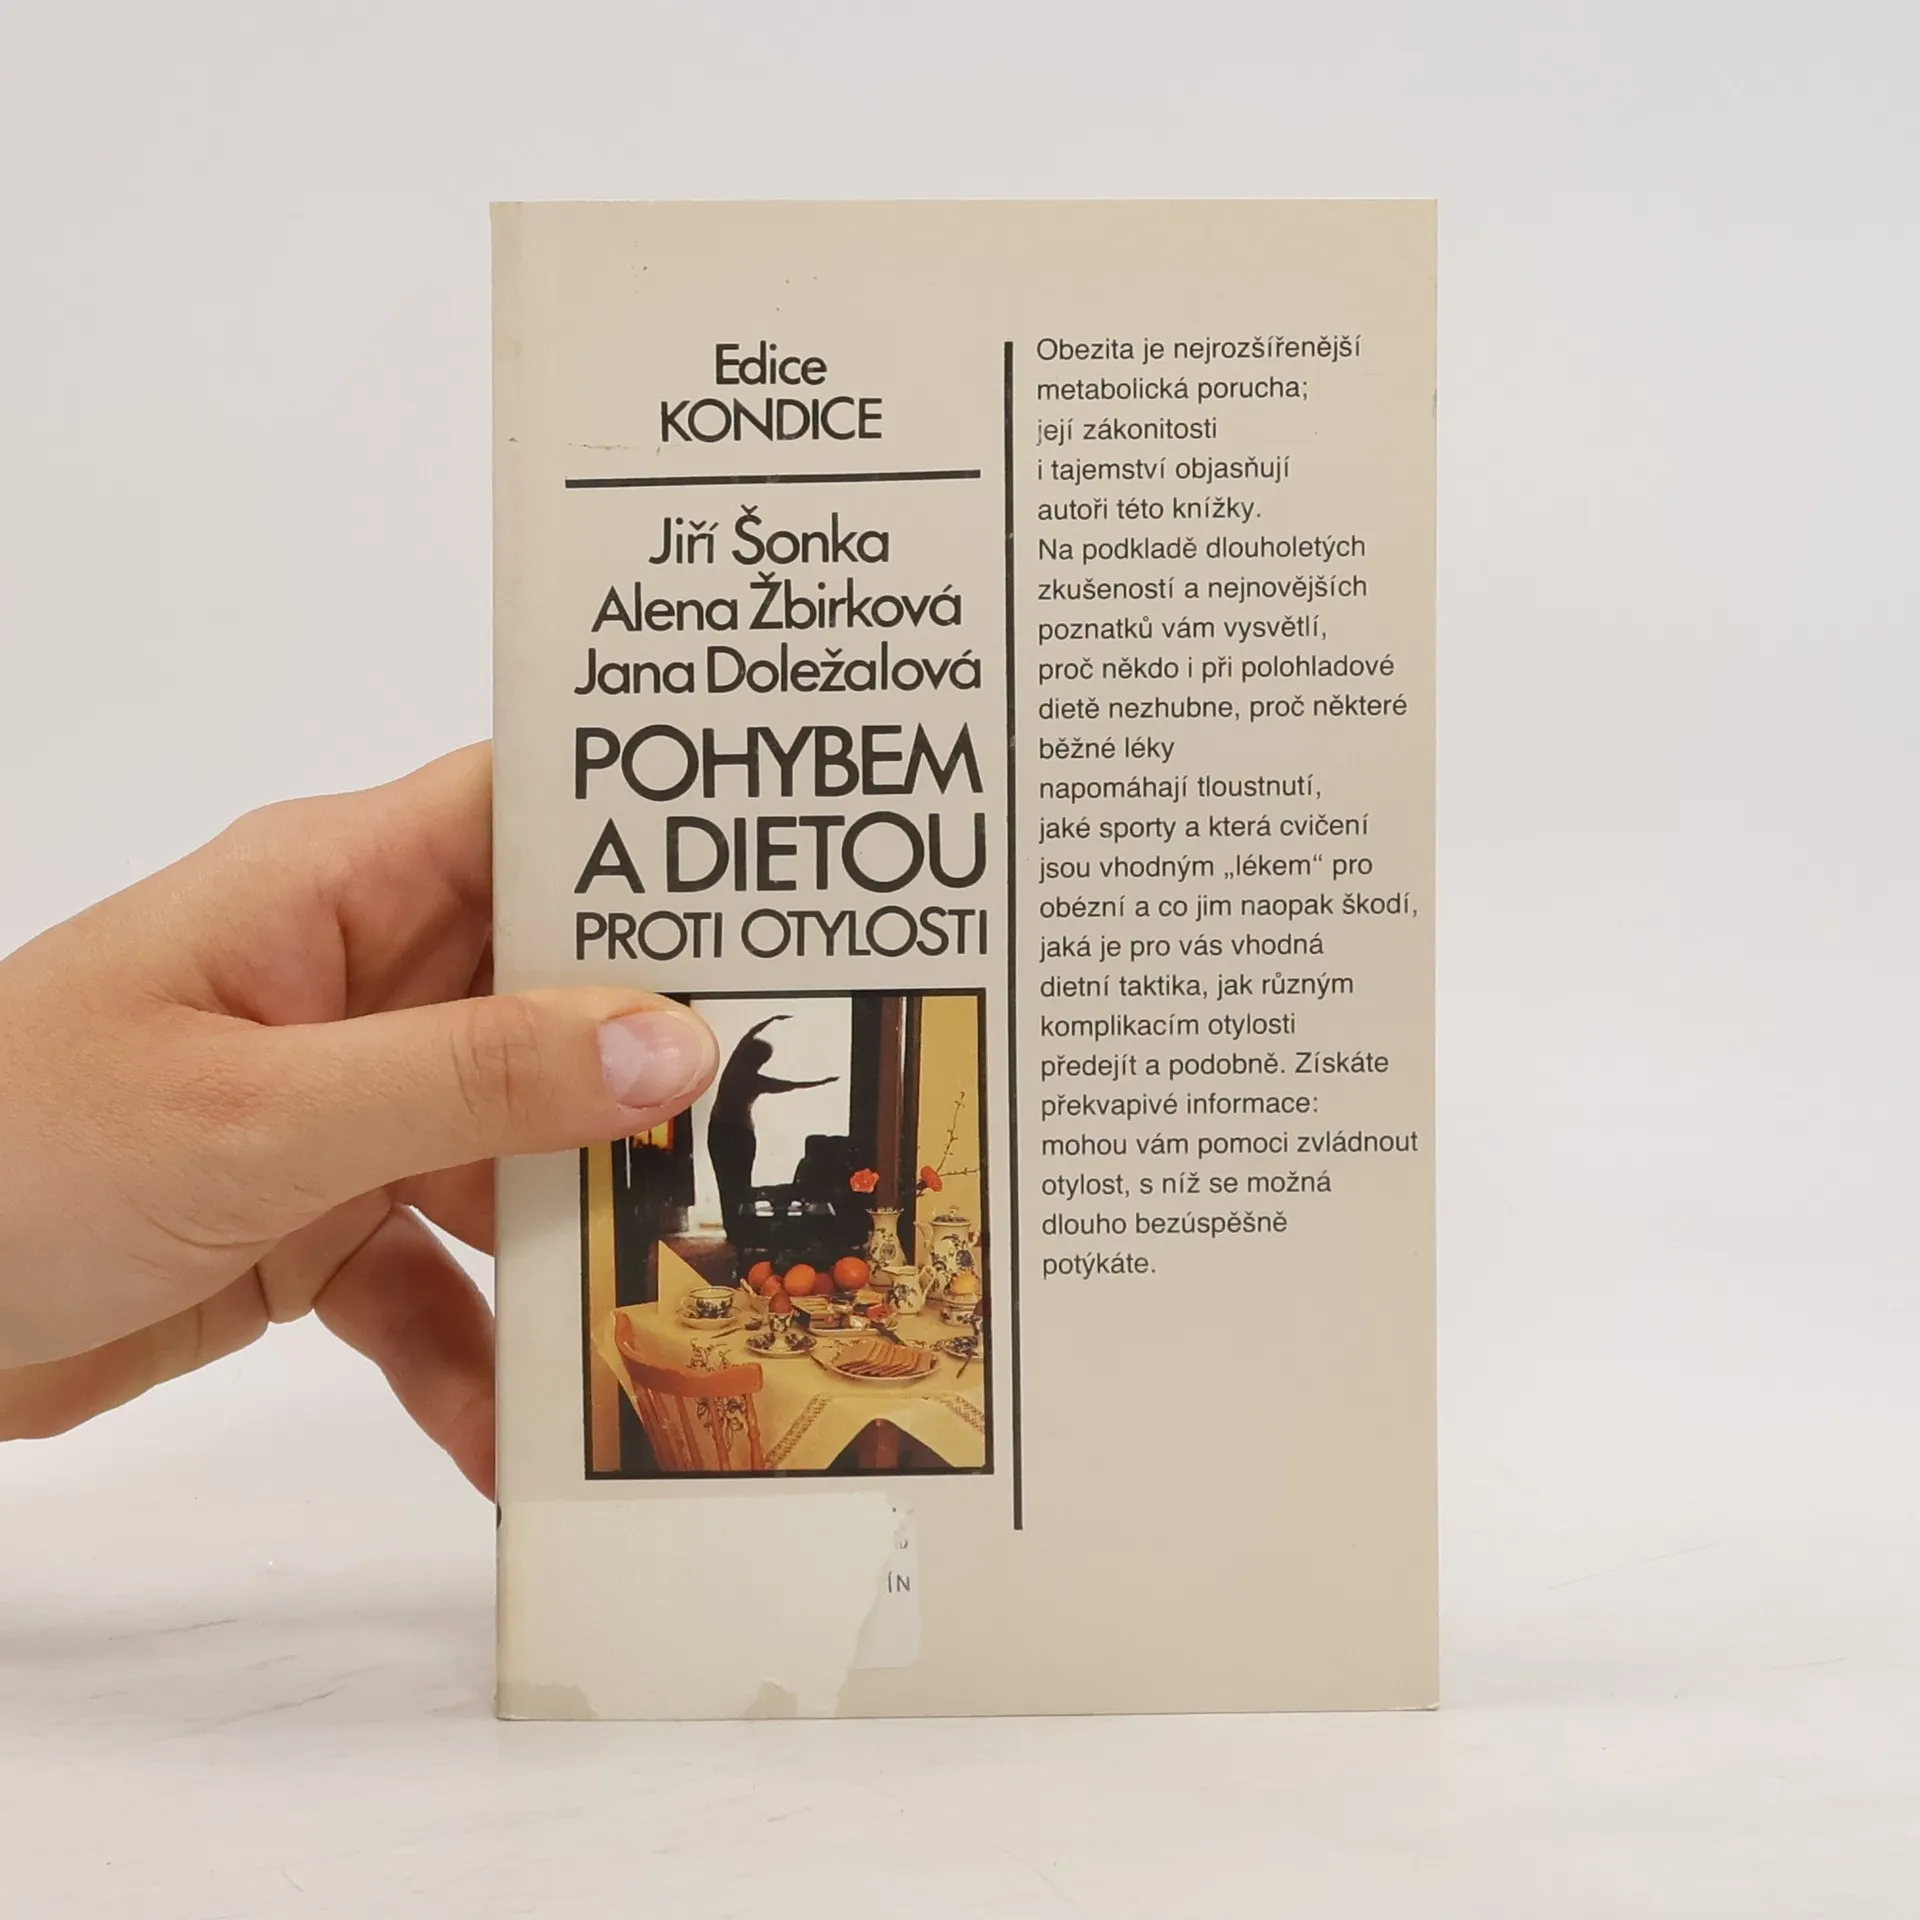 Edice
KONDICE
Jiří Šonka
Alena Žbirková
Jana Doležalová
POHYBEM
A DIETOU
PROTI OTYLOSTI
Obezita je nejrozšířenější
metabolická porucha;
její zákonitosti
i tajemství objasňují
autoři této knížky.
Na podkladě dlouholetých
zkušeností a nejnovějších
poznatků vám vysvětlí,
proč někdo i při polohladové
dietě nezhubne, proč některé
běžné léky
napomáhají tloustnutí,
jaké sporty a která cvičení
jsou vhodným „lékem“ pro
obézní a co jim naopak škodí,
jaká je pro vás vhodná
dietní taktika, jak různým
komplikacím otylosti
předejít a podobně. Získáte
překvapivé informace:
mohou vám pomoci zvládnout
otylost, s níž se možná
dlouho bezúspěšně
potýkáte.
ÍN